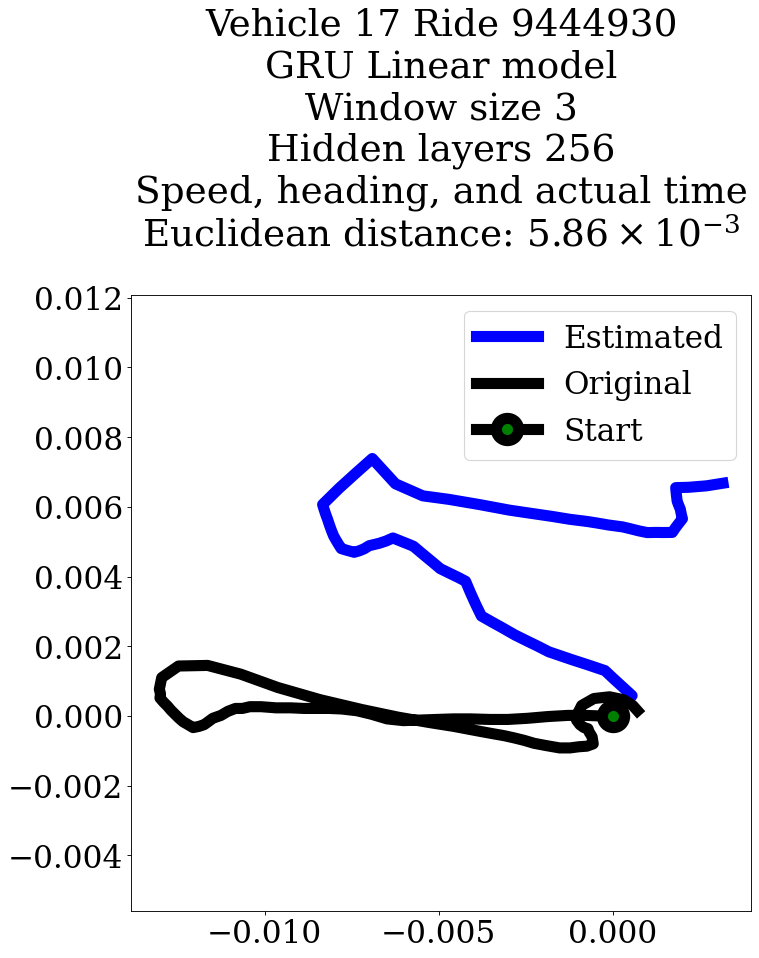 Vehicle 17 Ride 9444930
GRU Linear model
Window size 3
Hidden layers 256
Speed, heading, and actual time
Euclidean distance: 5.86 × 10⁻³
0.012
0.010
0.008
0.006
0.004
0.002
0.000
−0.002
−0.004
Estimated
Original
Start
−0.010 −0.005 0.000